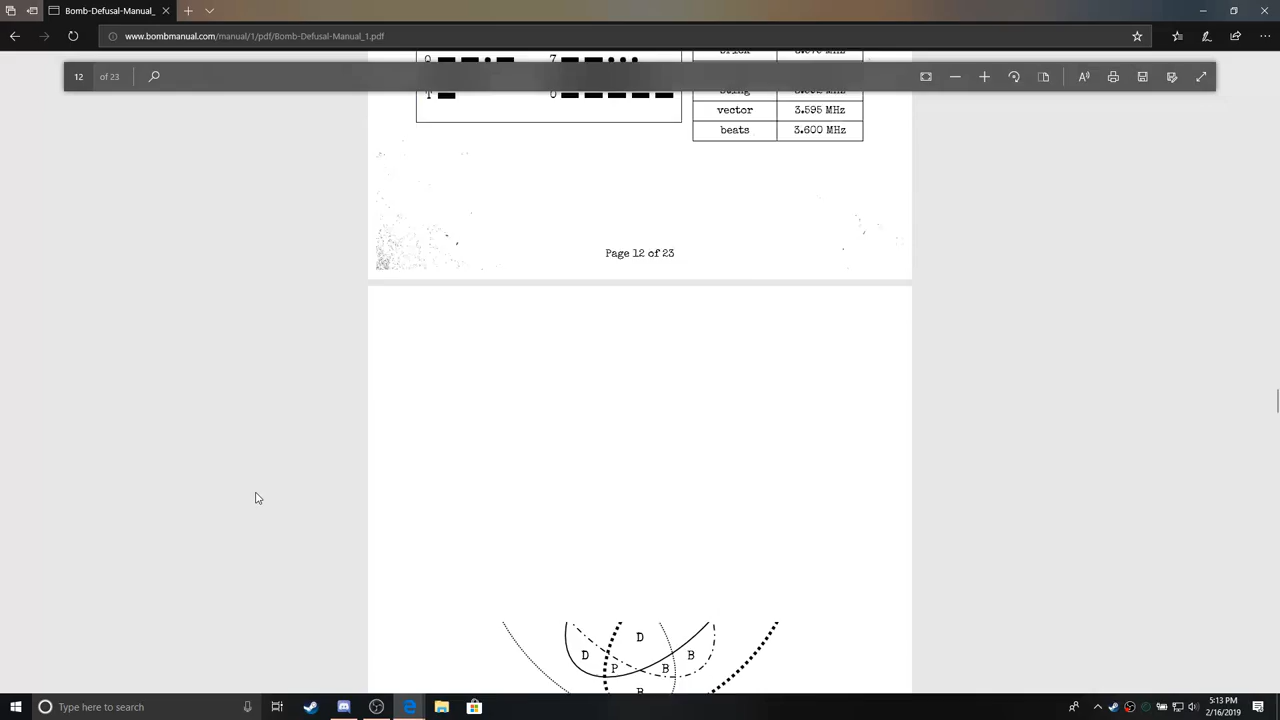 Bomb-Defusal-Manual_
www.bombmanual.com/manual/1/pdf/Bomb-Defusal-Manual_1.pdf
12 of 23
vector 3.595 MHz
beats 3.600 MHz
Page 12 of 23
D
D B
P B
Type here to search
5:13 PM
2/16/2019